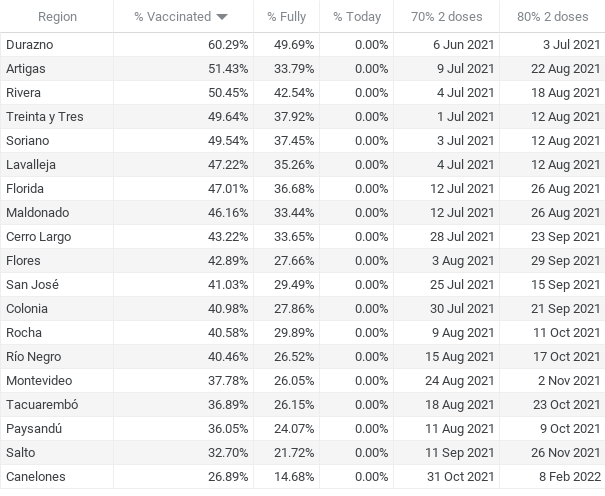 Region % Vaccinated % Fully % Today 70% 2 doses 80% 2 doses
Durazno 60.29% 49.69% 0.00% 6 Jun 2021 3 Jul 2021
Artigas 51.43% 33.79% 0.00% 9 Jul 2021 22 Aug 2021
Rivera 50.45% 42.54% 0.00% 4 Jul 2021 18 Aug 2021
Treinta y Tres 49.64% 37.92% 0.00% 1 Jul 2021 12 Aug 2021
Soriano 49.54% 37.45% 0.00% 3 Jul 2021 12 Aug 2021
Lavalleja 47.22% 35.26% 0.00% 4 Jul 2021 12 Aug 2021
Florida 47.01% 36.68% 0.00% 12 Jul 2021 26 Aug 2021
Maldonado 46.16% 33.44% 0.00% 12 Jul 2021 26 Aug 2021
Cerro Largo 43.22% 33.65% 0.00% 28 Jul 2021 23 Sep 2021
Flores 42.89% 27.66% 0.00% 3 Aug 2021 29 Sep 2021
San José 41.03% 29.49% 0.00% 25 Jul 2021 15 Sep 2021
Colonia 40.98% 27.86% 0.00% 30 Jul 2021 21 Sep 2021
Rocha 40.58% 29.89% 0.00% 9 Aug 2021 11 Oct 2021
Río Negro 40.46% 26.52% 0.00% 15 Aug 2021 17 Oct 2021
Montevideo 37.78% 26.05% 0.00% 24 Aug 2021 2 Nov 2021
Tacuarembó 36.89% 26.15% 0.00% 18 Aug 2021 23 Oct 2021
Paysandú 36.05% 24.07% 0.00% 11 Aug 2021 9 Oct 2021
Salto 32.70% 21.72% 0.00% 11 Sep 2021 26 Nov 2021
Canelones 26.89% 14.68% 0.00% 31 Oct 2021 8 Feb 2022